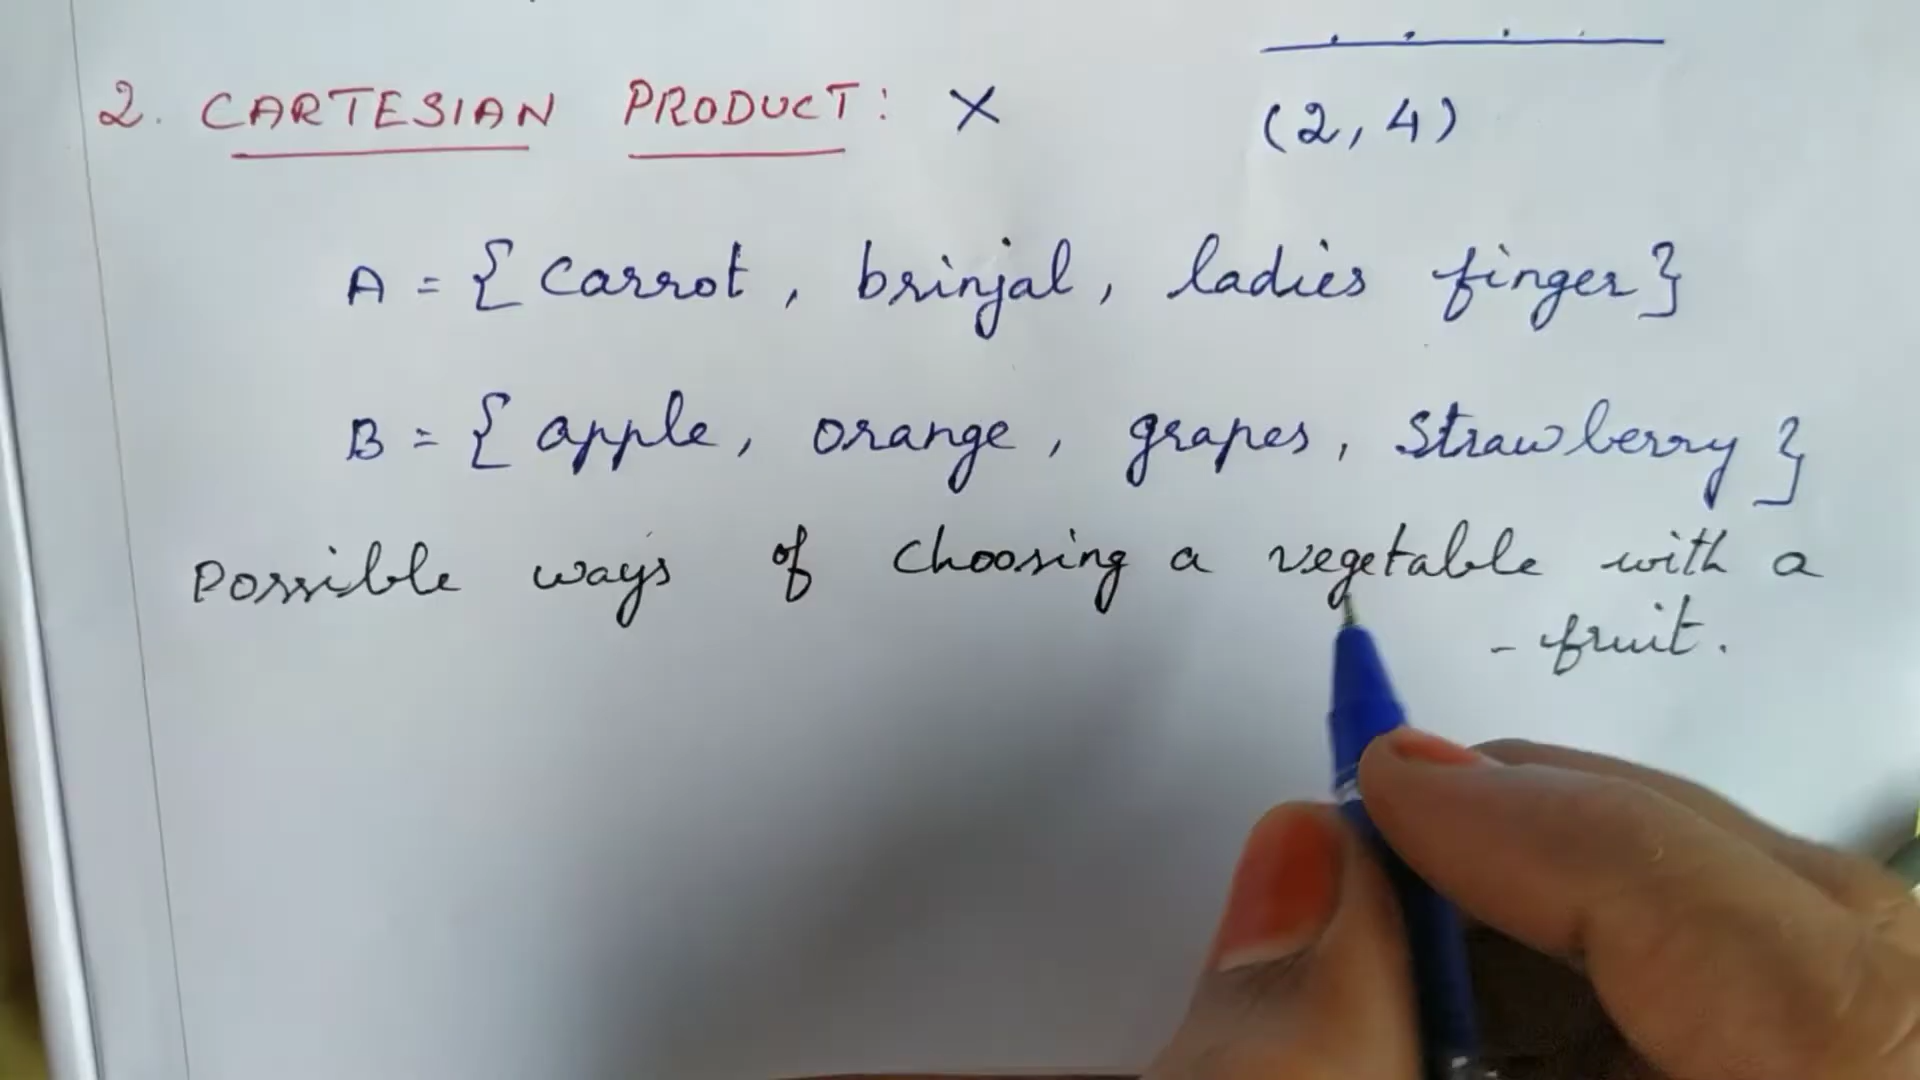 2. CARTESIAN PRODUCT: X
(2, 4)
A = { carrot, brinjal, ladies finger }
B = { apple, orange, grapes, strawberry }
Possible ways of choosing a vegetable with a
- fruit.